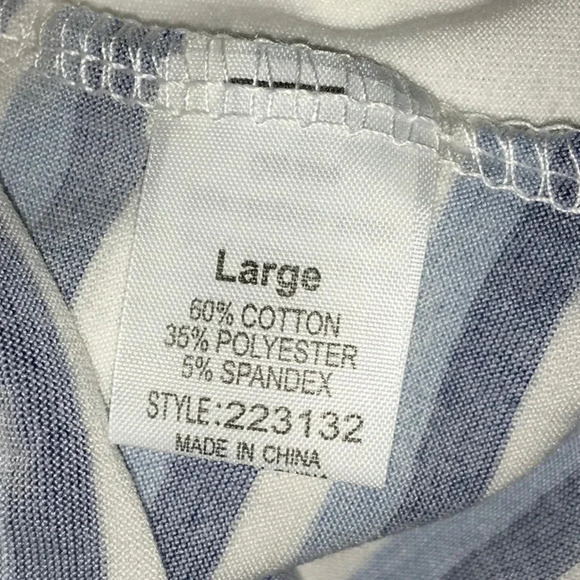 Large
60% COTTON
35% POLYESTER
5% SPANDEX
STYLE:223132
MADE IN CHINA